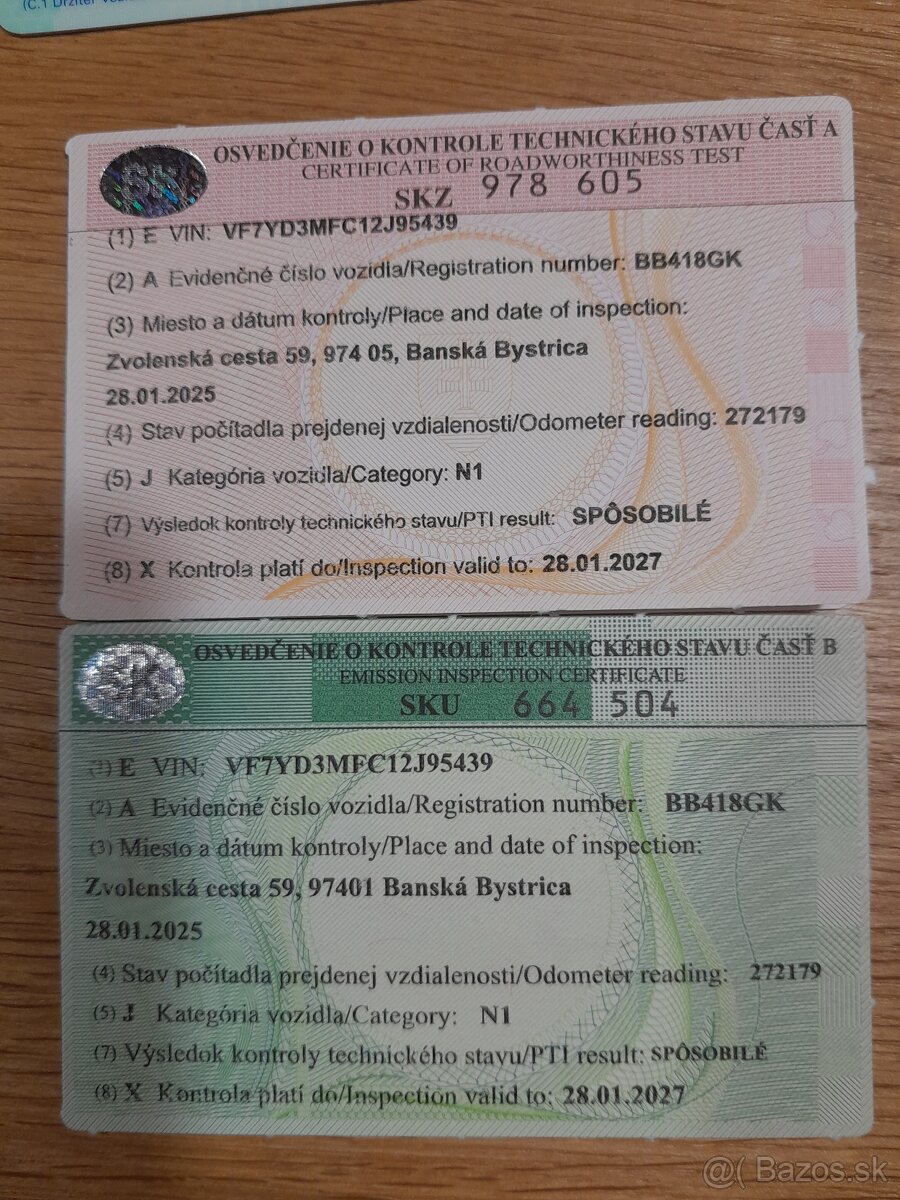 (C.1 Držiteľ
OSVEDČENIE O KONTROLE TECHNICKÉHO STAVU ČASŤ A
CERTIFICATE OF ROADWORTHINESS TEST
SKZ 978 605
(1) E VIN: VF7YD3MFC12J95439
(2) A Evidenčné číslo vozidla/Registration number: BB418GK
(3) Miesto a dátum kontroly/Place and date of inspection:
Zvolenská cesta 59, 974 05, Banská Bystrica
28.01.2025
(4) Stav počítadla prejdenej vzdialenosti/Odometer reading: 272179
(5) J Kategória vozidla/Category: N1
(7) Výsledok kontroly technického stavu/PTI result: SPÔSOBILÉ
(8) X Kontrola platí do/Inspection valid to: 28.01.2027
SK
OSVEDČENIE O KONTROLE TECHNICKÉHO STAVU ČASŤ B
EMISSION INSPECTION CERTIFICATE
SKU 664 504
(1) E VIN: VF7YD3MFC12J95439
(2) A Evidenčné číslo vozidla/Registration number: BB418GK
(3) Miesto a dátum kontroly/Place and date of inspection:
Zvolenská cesta 59, 97401 Banská Bystrica
28.01.2025
(4) Stav počítadla prejdenej vzdialenosti/Odometer reading: 272179
(5) J Kategória vozidla/Category: N1
(7) Výsledok kontroly technického stavu/PTI result: SPÔSOBILÉ
(8) X Kontrola platí do/Inspection valid to: 28.01.2027
@( Bazos.sk